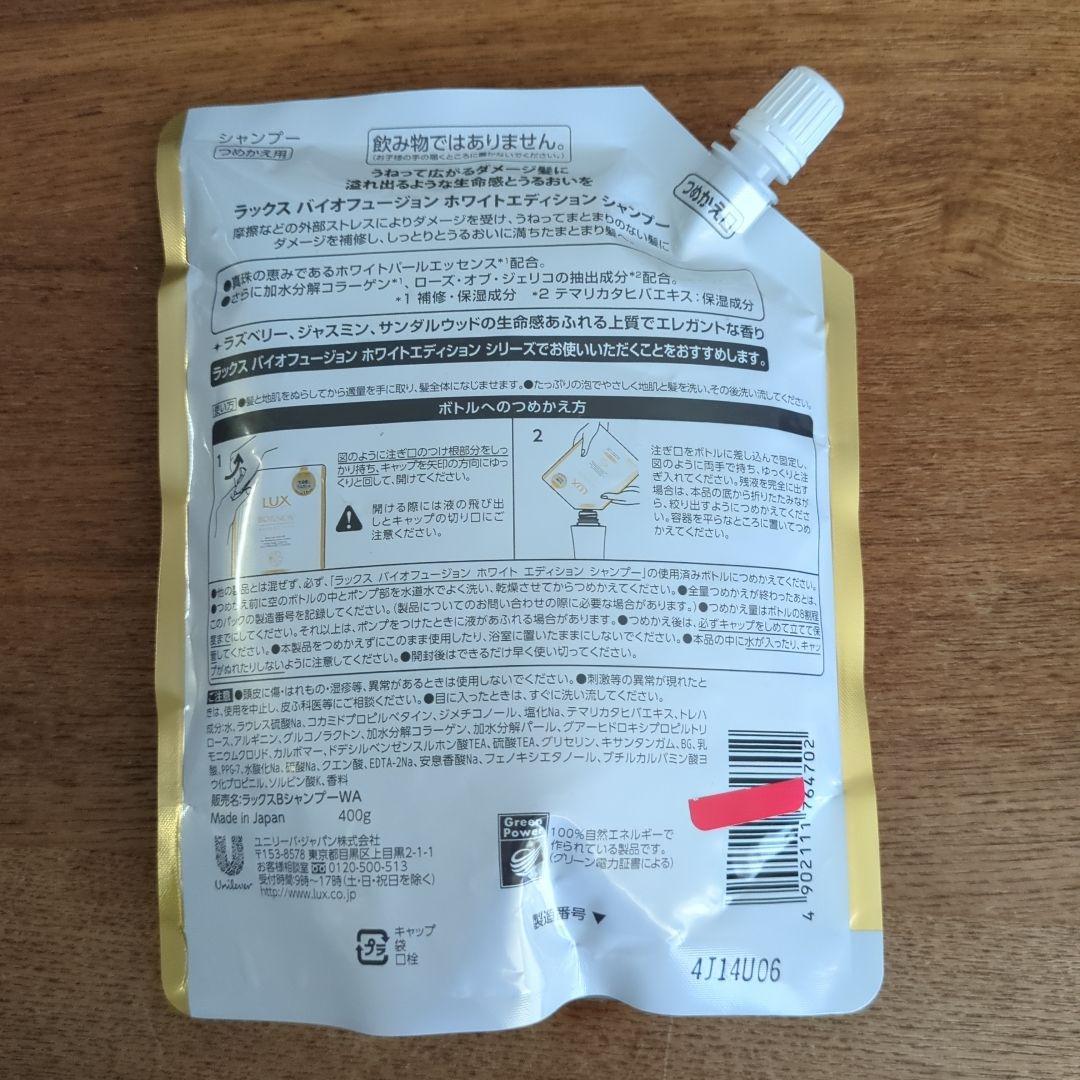 シャンプー
つめかえ用
飲み物ではありません。
(お子様の手の届くところに置かないでください。)
つめかえ口
うねって広がるダメージ髪に
溢れ出るような生命感とうるおいを
ラックス バイオフュージョン ホワイトエディション シャンプー
摩擦などの外部ストレスによりダメージを受け、うねってまとまりのない髪に
ダメージを補修し、しっとりとうるおいに満ちたまとまり髪へ。
●真珠の恵みであるホワイトパールエッセンス*1配合。
●さらに加水分解コラーゲン*1、ローズ・オブ・ジェリコの抽出成分*2配合。
*1 補修・保湿成分 *2 テマリカタヒバエキス:保湿成分
✦ラズベリー、ジャスミン、サンダルウッドの生命感あふれる上質でエレガントな香り
ラックス バイオフュージョン ホワイトエディション シリーズでお使いいただくことをおすすめします。
使い方 ●髪と地肌をぬらしてから適量を手に取り、髪全体になじませます。●たっぷりの泡でやさしく地肌と髪を洗い、その後洗い流してください。
ボトルへのつめかえ方
1
図のように注ぎ口のつけ根部分をしっ
かり持ち、キャップを矢印の方向にゆっ
くりと回して、開けてください。
開ける際には液の飛び出
しとキャップの切り口にご
注意ください。
LUX
2
LUX
注ぎ口をボトルに差し込んで固定し、
図のように両手で持ち、ゆっくりと注
ぎ入れてください。残液を完全に出す
場合は、本品の底から折りたたみなが
ら、絞り出すようにつめかえてくださ
い。容器を平らなところに置いてつめ
かえてください。
●他の製品とは混ぜず、必ず、「ラックス バイオフュージョン ホワイト エディション シャンプー」の使用済みボトルにつめかえてください。
●つめかえ前に空のボトルの中とポンプ部を水道水でよく洗い、乾燥させてからつめかえてください。●全量つめかえが終わったあとは、
このパックの製造番号を記録してください。(製品についてのお問い合わせの際に必要な場合があります。)●つめかえ量はボトルの8割程
度までにしてください。それ以上は、ポンプをつけたときに液があふれる場合があります。●つめかえ後は、必ずキャップをしめて立てて保
管してください。●本製品をつめかえずにこのまま使用したり、浴室に置いたままにしないでください。●本品の中に水が入ったり、キャッ
プがぬれたりしないように注意してください。●開封後はできるだけ早く使い切ってください。
ご注意 ●頭皮に傷・はれもの・湿疹等、異常があるときは使用しないでください。●刺激等の異常が現れたと
きは、使用を中止し、皮ふ科医等にご相談ください。●目に入ったときは、すぐに洗い流してください。
成分:水、ラウレス硫酸Na、コカミドプロピルベタイン、ジメチコノール、塩化Na、テマリカタヒバエキス、トレハ
ロース、アルギニン、グルコノラクトン、加水分解コラーゲン、加水分解パール、グアーヒドロキシプロピルトリ
モニウムクロリド、カルボマー、ドデシルベンゼンスルホン酸TEA、硫酸TEA、グリセリン、キサンタンガム、BG、乳
酸、PPG-7、水酸化Na、硫酸Na、クエン酸、EDTA-2Na、安息香酸Na、フェノキシエタノール、ブチルカルバミン酸ヨ
ウ化プロピニル、ソルビン酸K、香料
販売名:ラックスBシャンプーWA
Made in Japan 400g
Unilever
ユニリーバ・ジャパン株式会社
〒153-8578 東京都目黒区上目黒2-1-1
お客様相談室 0120-500-513
受付時間:9時~17時(土・日・祝日を除く)
http://www.lux.co.jp
Green Power
100%自然エネルギーで
作られている製品です。
(グリーン電力証書による)
プラ
キャップ
袋
口栓
製造番号▼
4J14U06
4 902111 764702